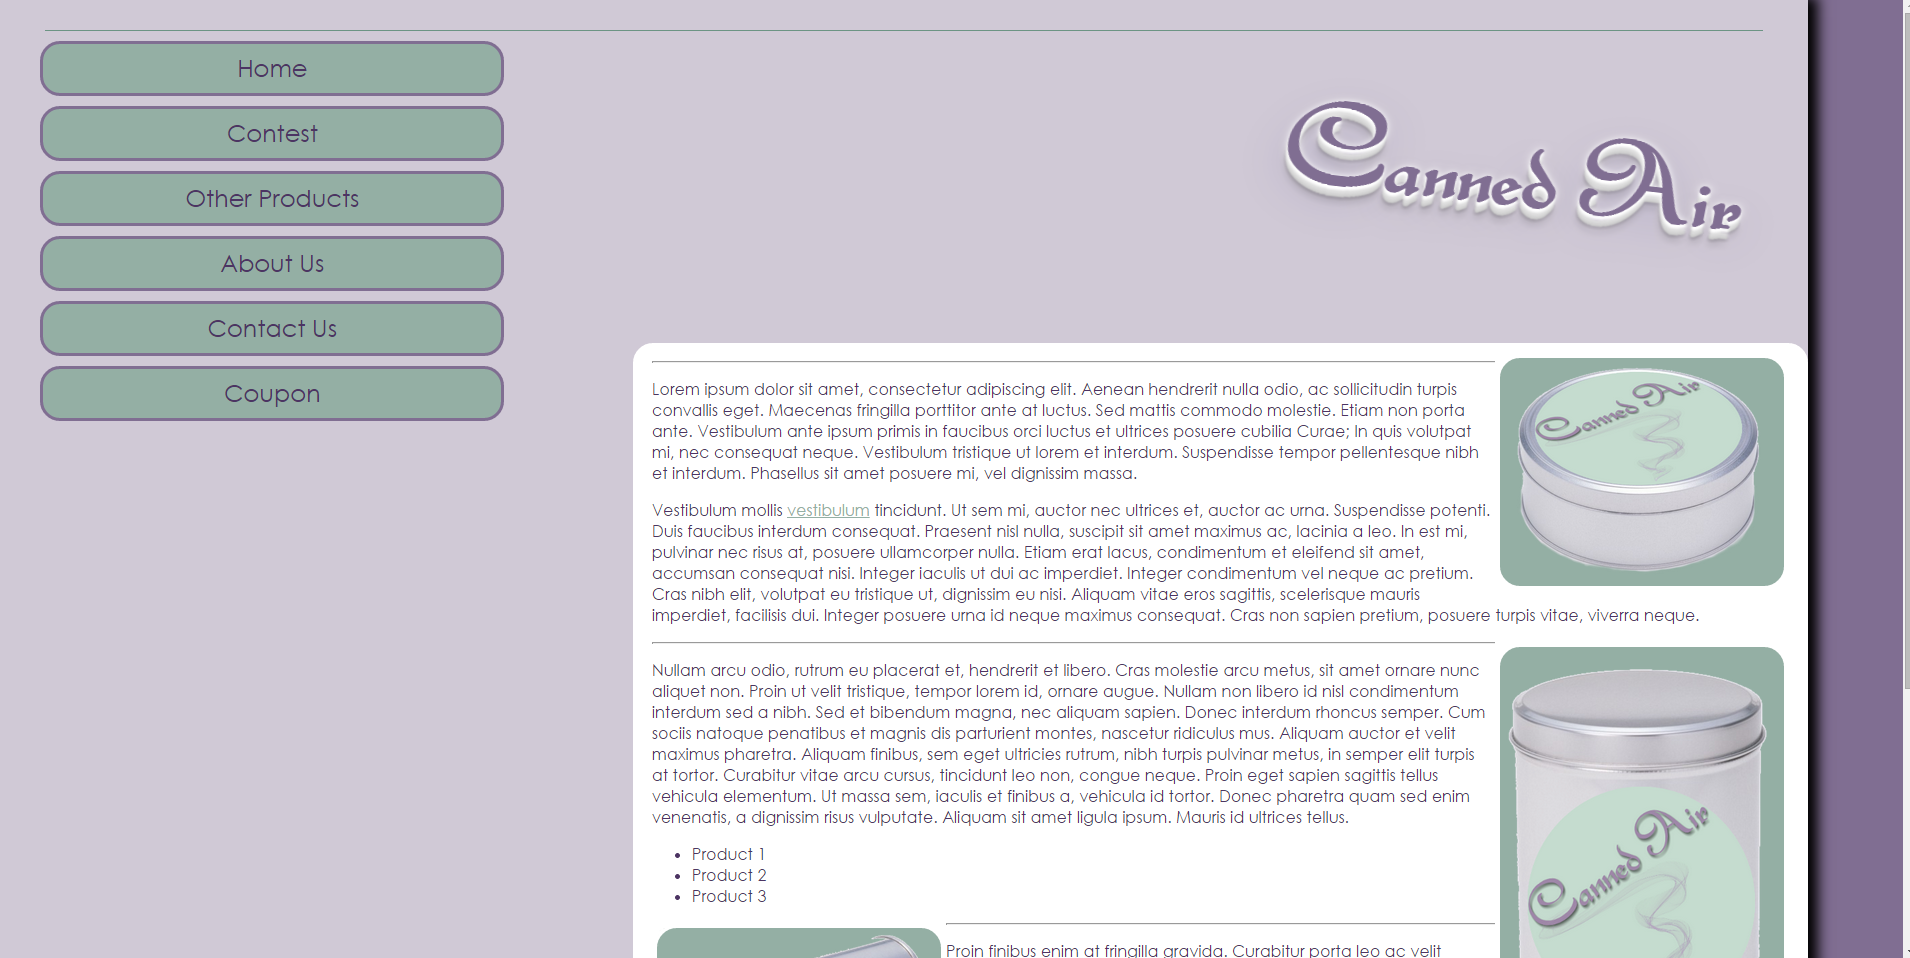 Home
Contest
Other Products
About Us
Contact Us
Coupon
Canned Air
Lorem ipsum dolor sit amet, consectetur adipiscing elit. Aenean hendrerit nulla odio, ac sollicitudin turpis
convallis eget. Maecenas fringilla porttitor ante at luctus. Sed mattis commodo molestie. Etiam non porta
ante. Vestibulum ante ipsum primis in faucibus orci luctus et ultrices posuere cubilia Curae; In quis volutpat
mi, nec consequat neque. Vestibulum tristique ut lorem et interdum. Suspendisse tempor pellentesque nibh
et interdum. Phasellus sit amet posuere mi, vel dignissim massa.
Canned Air
Vestibulum mollis vestibulum tincidunt. Ut sem mi, auctor nec ultrices et, auctor ac urna. Suspendisse potenti.
Duis faucibus interdum consequat. Praesent nisl nulla, suscipit sit amet maximus ac, lacinia a leo. In est mi,
pulvinar nec risus at, posuere ullamcorper nulla. Etiam erat lacus, condimentum et eleifend sit amet,
accumsan consequat nisi. Integer iaculis ut dui ac imperdiet. Integer condimentum vel neque ac pretium.
Cras nibh elit, volutpat eu tristique ut, dignissim eu nisi. Aliquam vitae eros sagittis, scelerisque mauris
imperdiet, facilisis dui. Integer posuere urna id neque maximus consequat. Cras non sapien pretium, posuere turpis vitae, viverra neque.
Nullam arcu odio, rutrum eu placerat et, hendrerit et libero. Cras molestie arcu metus, sit amet ornare nunc
aliquet non. Proin ut velit tristique, tempor lorem id, ornare augue. Nullam non libero id nisl condimentum
interdum sed a nibh. Sed et bibendum magna, nec aliquam sapien. Donec interdum rhoncus semper. Cum
sociis natoque penatibus et magnis dis parturient montes, nascetur ridiculus mus. Aliquam auctor et velit
maximus pharetra. Aliquam finibus, sem eget ultricies rutrum, nibh turpis pulvinar metus, in semper elit turpis
at tortor. Curabitur vitae arcu cursus, tincidunt leo non, congue neque. Proin eget sapien sagittis tellus
vehicula elementum. Ut massa sem, iaculis et finibus a, vehicula id tortor. Donec pharetra quam sed enim
venenatis, a dignissim risus vulputate. Aliquam sit amet ligula ipsum. Mauris id ultrices tellus.
Product 1
Product 2
Product 3
Canned Air
Proin finibus enim at fringilla gravida. Curabitur porta leo ac velit